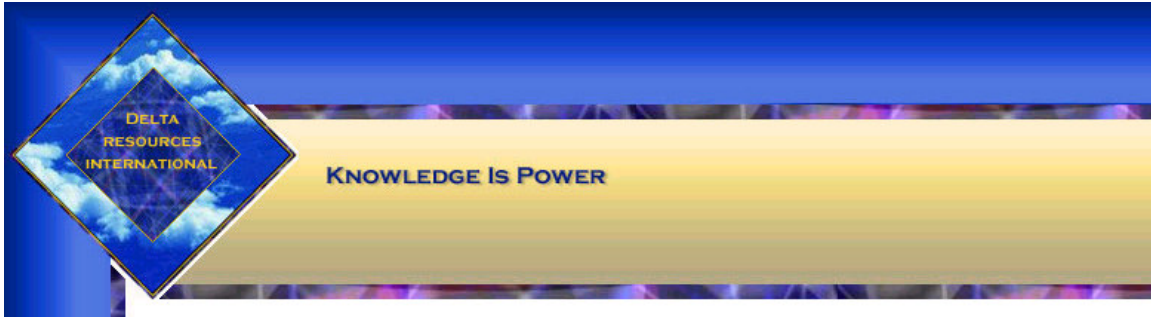 DELTA
RESOURCES
INTERNATIONAL
KNOWLEDGE IS POWER